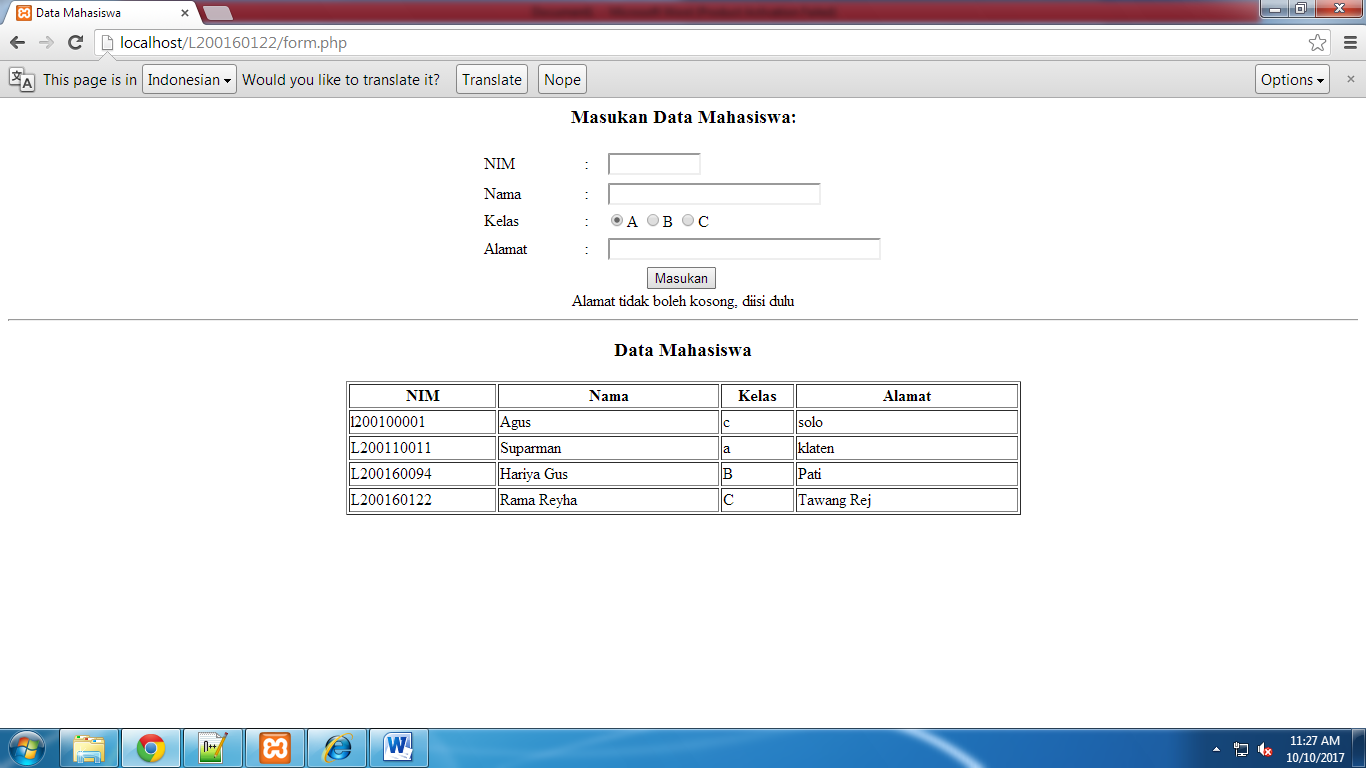 Data Mahasiswa
localhost/L200160122/form.php
This page is in Indonesian Would you like to translate it? Translate Nope Options
Masukan Data Mahasiswa:
NIM :
Nama :
Kelas : A B C
Alamat :
Masukan
Alamat tidak boleh kosong, diisi dulu
Data Mahasiswa
NIM Nama Kelas Alamat
l200100001 Agus c solo
L200110011 Suparman a klaten
L200160094 Hariya Gus B Pati
L200160122 Rama Reyha C Tawang Rej
11:27 AM
10/10/2017